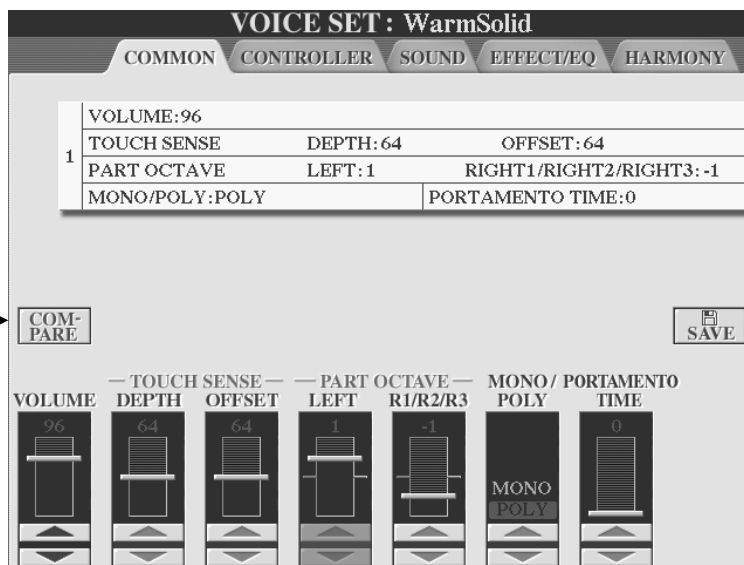 VOICE SET : WarmSolid
COMMON CONTROLLER SOUND EFFECT/EQ HARMONY
1
VOLUME:96
TOUCH SENSE DEPTH:64 OFFSET:64
PART OCTAVE LEFT:1 RIGHT1/RIGHT2/RIGHT3:-1
MONO/POLY:POLY PORTAMENTO TIME:0
COM-
PARE
SAVE
TOUCH SENSE PART OCTAVE MONO/ PORTAMENTO
VOLUME DEPTH OFFSET LEFT R1/R2/R3 POLY TIME
96 64 64 1 -1 0
MONO
POLY